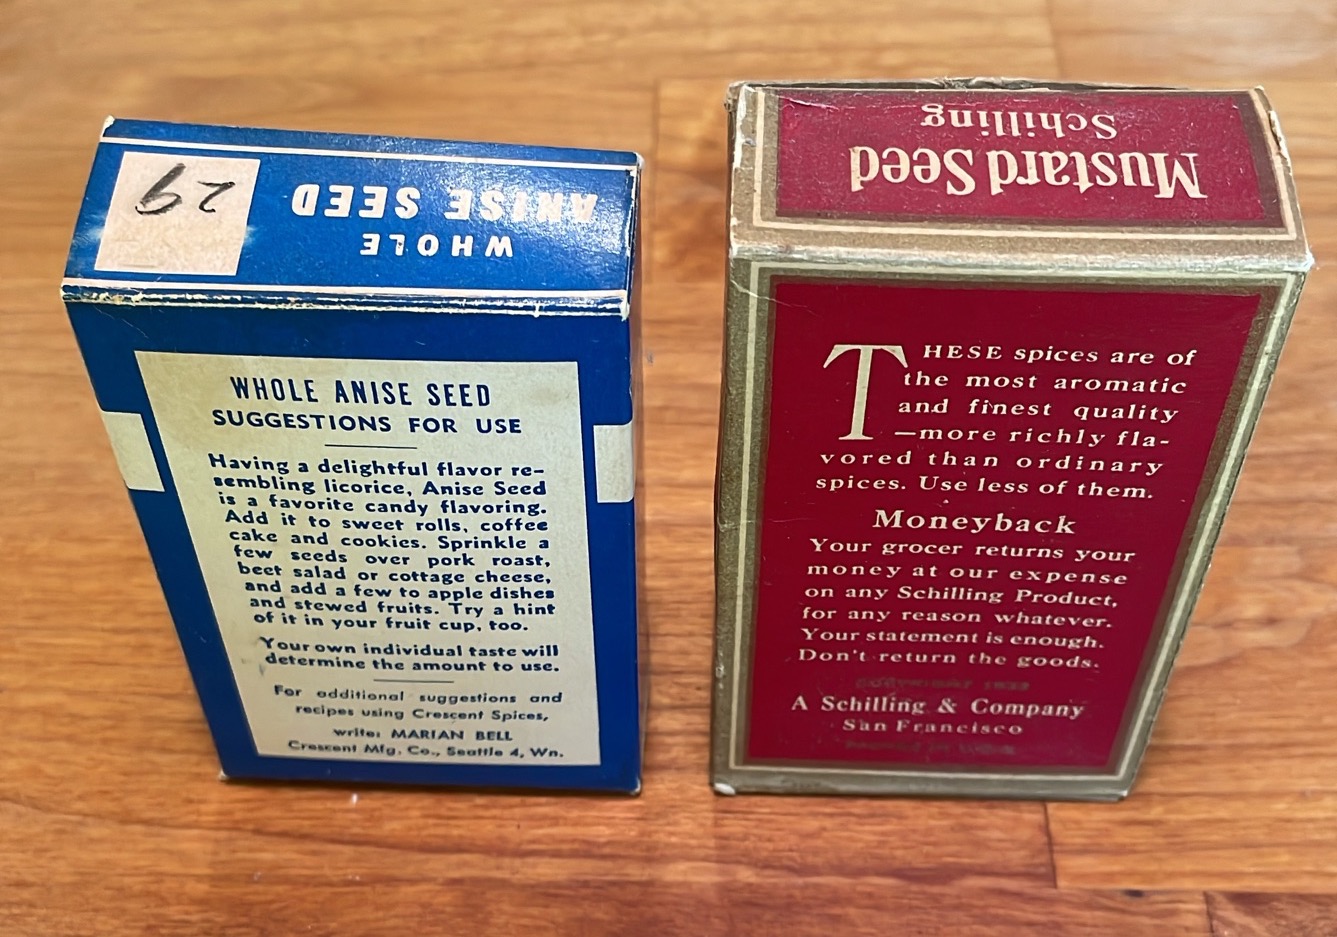 29
WHOLE
ANISE SEED
WHOLE ANISE SEED
SUGGESTIONS FOR USE
Having a delightful flavor re-
sembling licorice, Anise Seed
is a favorite candy flavoring.
Add it to sweet rolls, coffee
cake and cookies. Sprinkle a
few seeds over pork roast,
beet salad or cottage cheese,
and add a few to apple dishes
and stewed fruits. Try a hint
of it in your fruit cup, too.
Your own individual taste will
determine the amount to use.
For additional suggestions and
recipes using Crescent Spices,
write: MARIAN BELL
Crescent Mfg. Co., Seattle 4, Wn.
Mustard Seed
Schilling
THESE spices are of
the most aromatic
and finest quality
—more richly fla-
vored than ordinary
spices. Use less of them.
Moneyback
Your grocer returns your
money at our expense
on any Schilling Product,
for any reason whatever.
Your statement is enough.
Don't return the goods.
A Schilling & Company
San Francisco